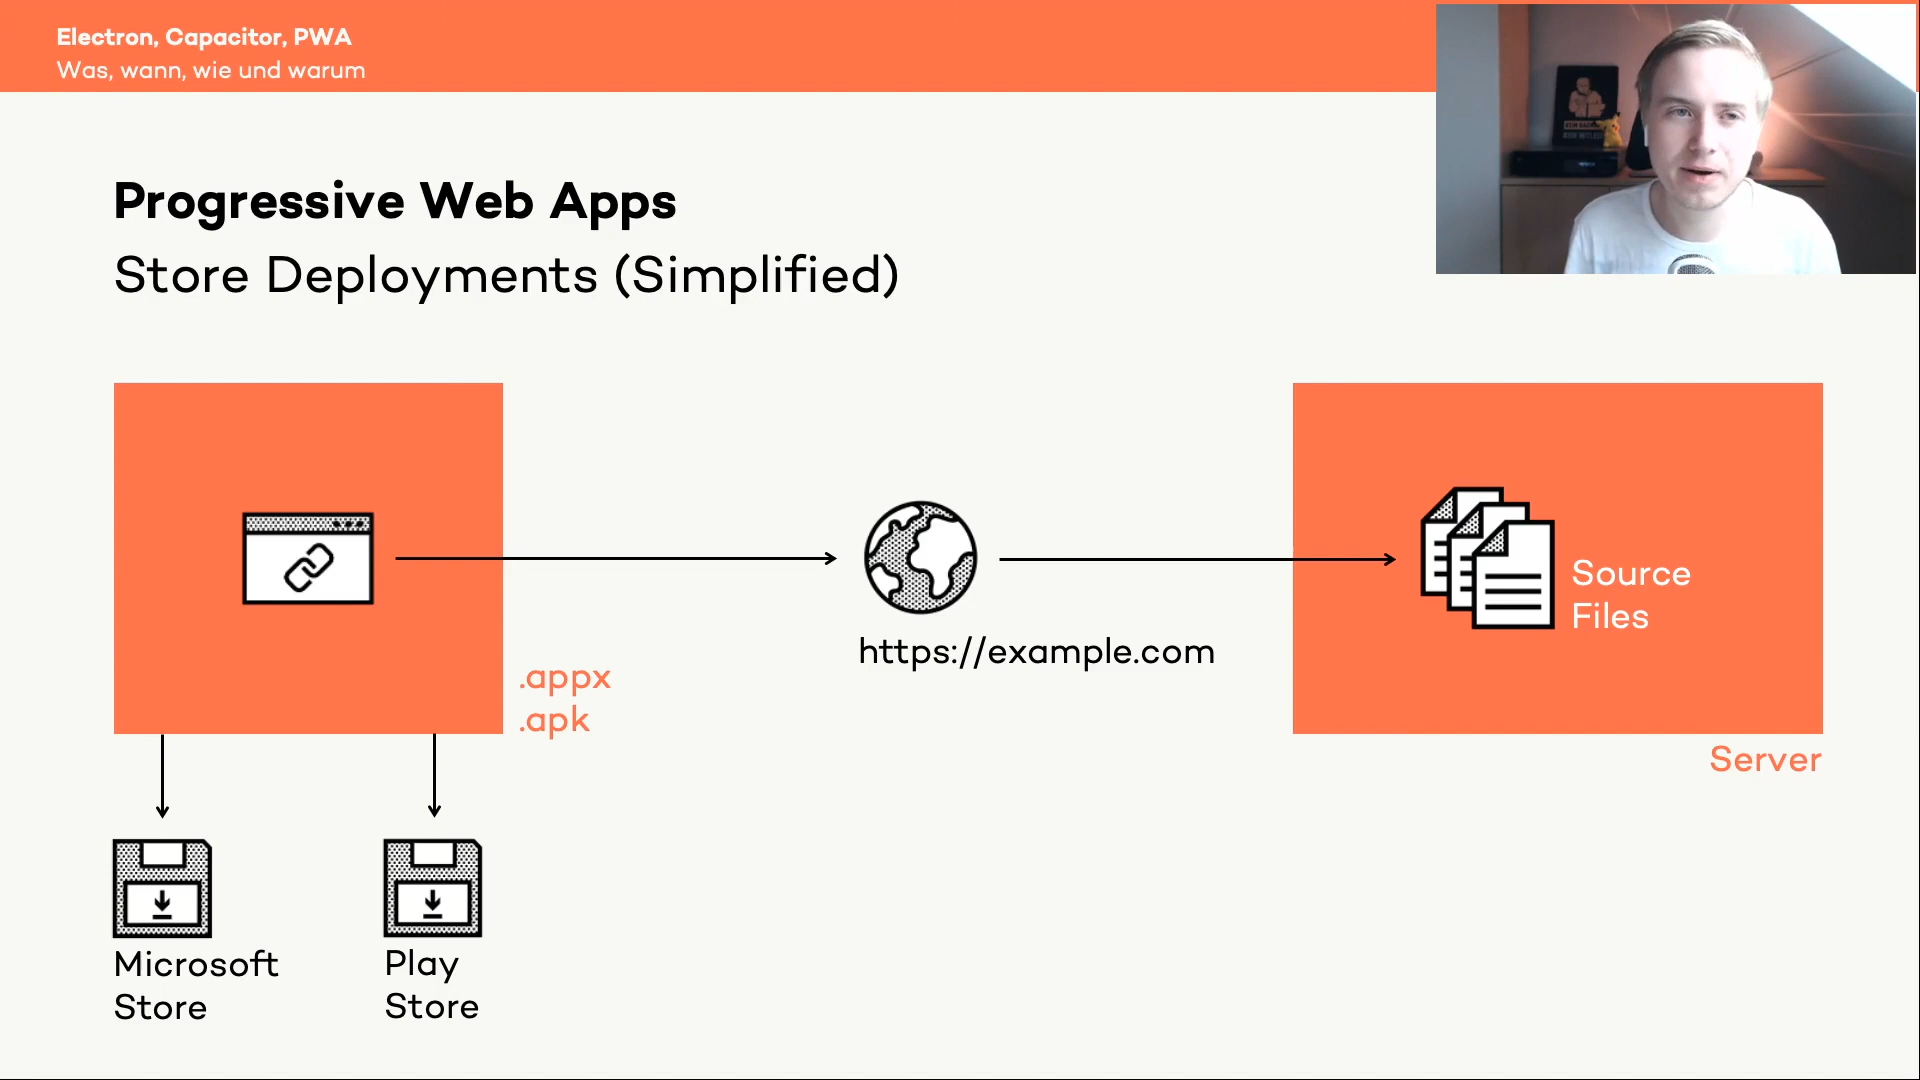 Electron, Capacitor, PWA
Was, wann, wie und warum
Progressive Web Apps
Store Deployments (Simplified)
Source
Files
https://example.com
.appx
.apk
Server
Microsoft
Store
Play
Store